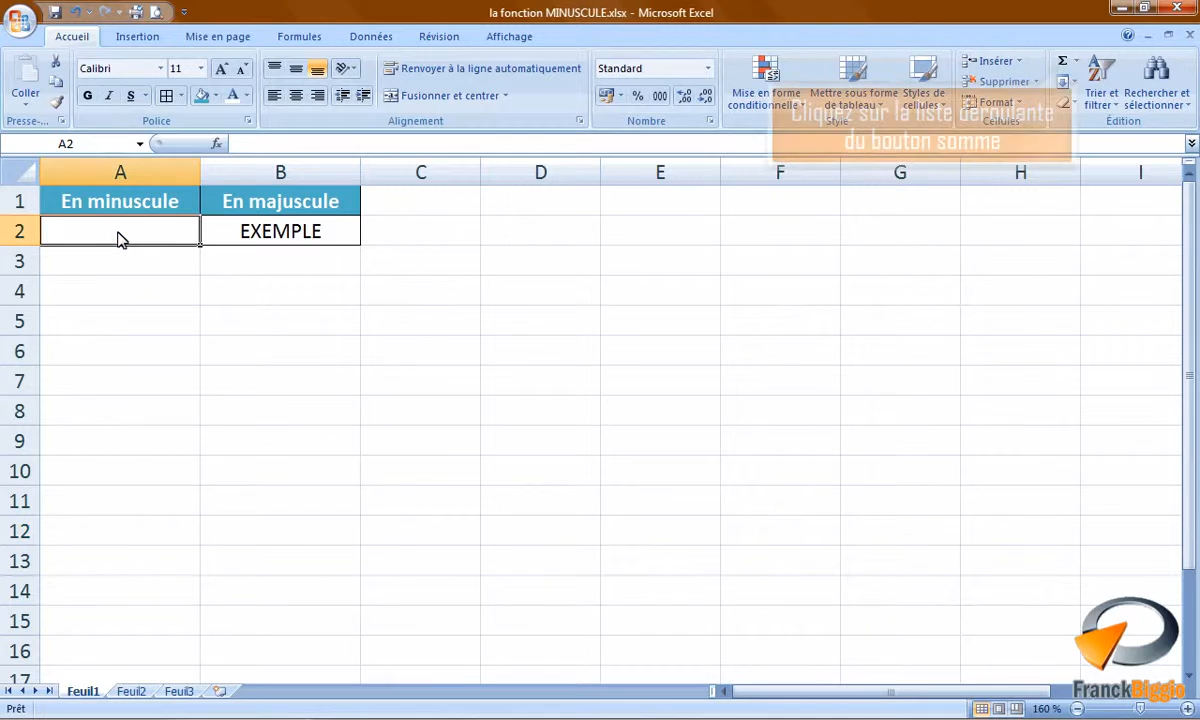 la fonction MINUSCULE.xlsx - Microsoft Excel
Accueil Insertion Mise en page Formules Données Révision Affichage
Coller
Calibri 11
G I S
Renvoyer à la ligne automatiquement
Fusionner et centrer
Standard
% 000
Mise en forme conditionnelle
Mettre sous forme de tableau
Styles de cellules
Insérer
Supprimer
Format
Σ
Trier et filtrer
Rechercher et sélectionner
Presse-... Police Alignement Nombre Style Cellules Édition
Cliquez sur la liste déroulante
du bouton somme
A2 fx
A B C D E F G H I
1 En minuscule En majuscule
2 EXEMPLE
3
4
5
6
7
8
9
10
11
12
13
14
15
16
17
FranckBiggio
Feuil1 Feuil2 Feuil3
Prêt 160 %